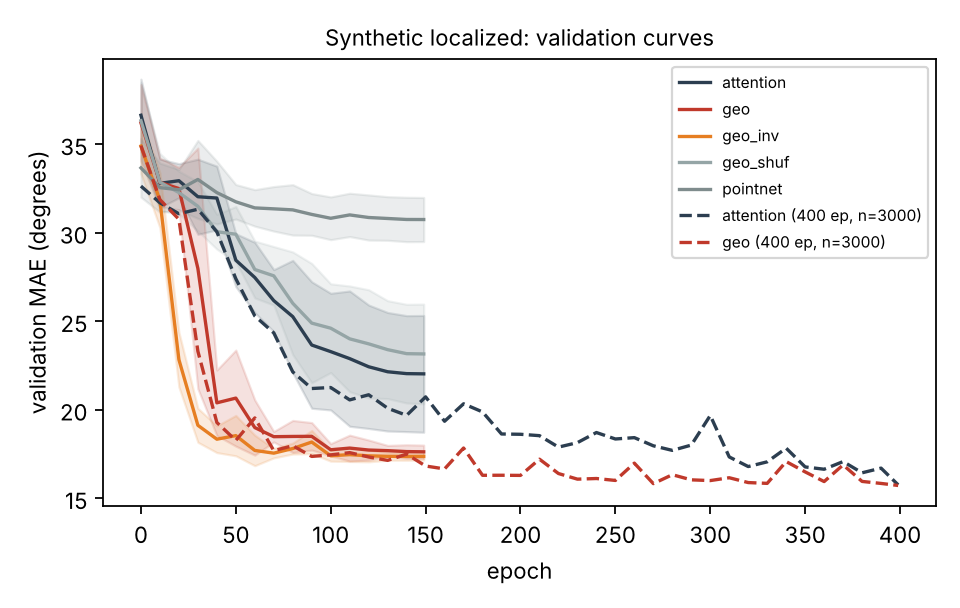 Synthetic localized: validation curves
validation MAE (degrees)
35
30
25
20
15
attention
geo
geo_inv
geo_shuf
pointnet
attention (400 ep, n=3000)
geo (400 ep, n=3000)
0 50 100 150 200 250 300 350 400
epoch